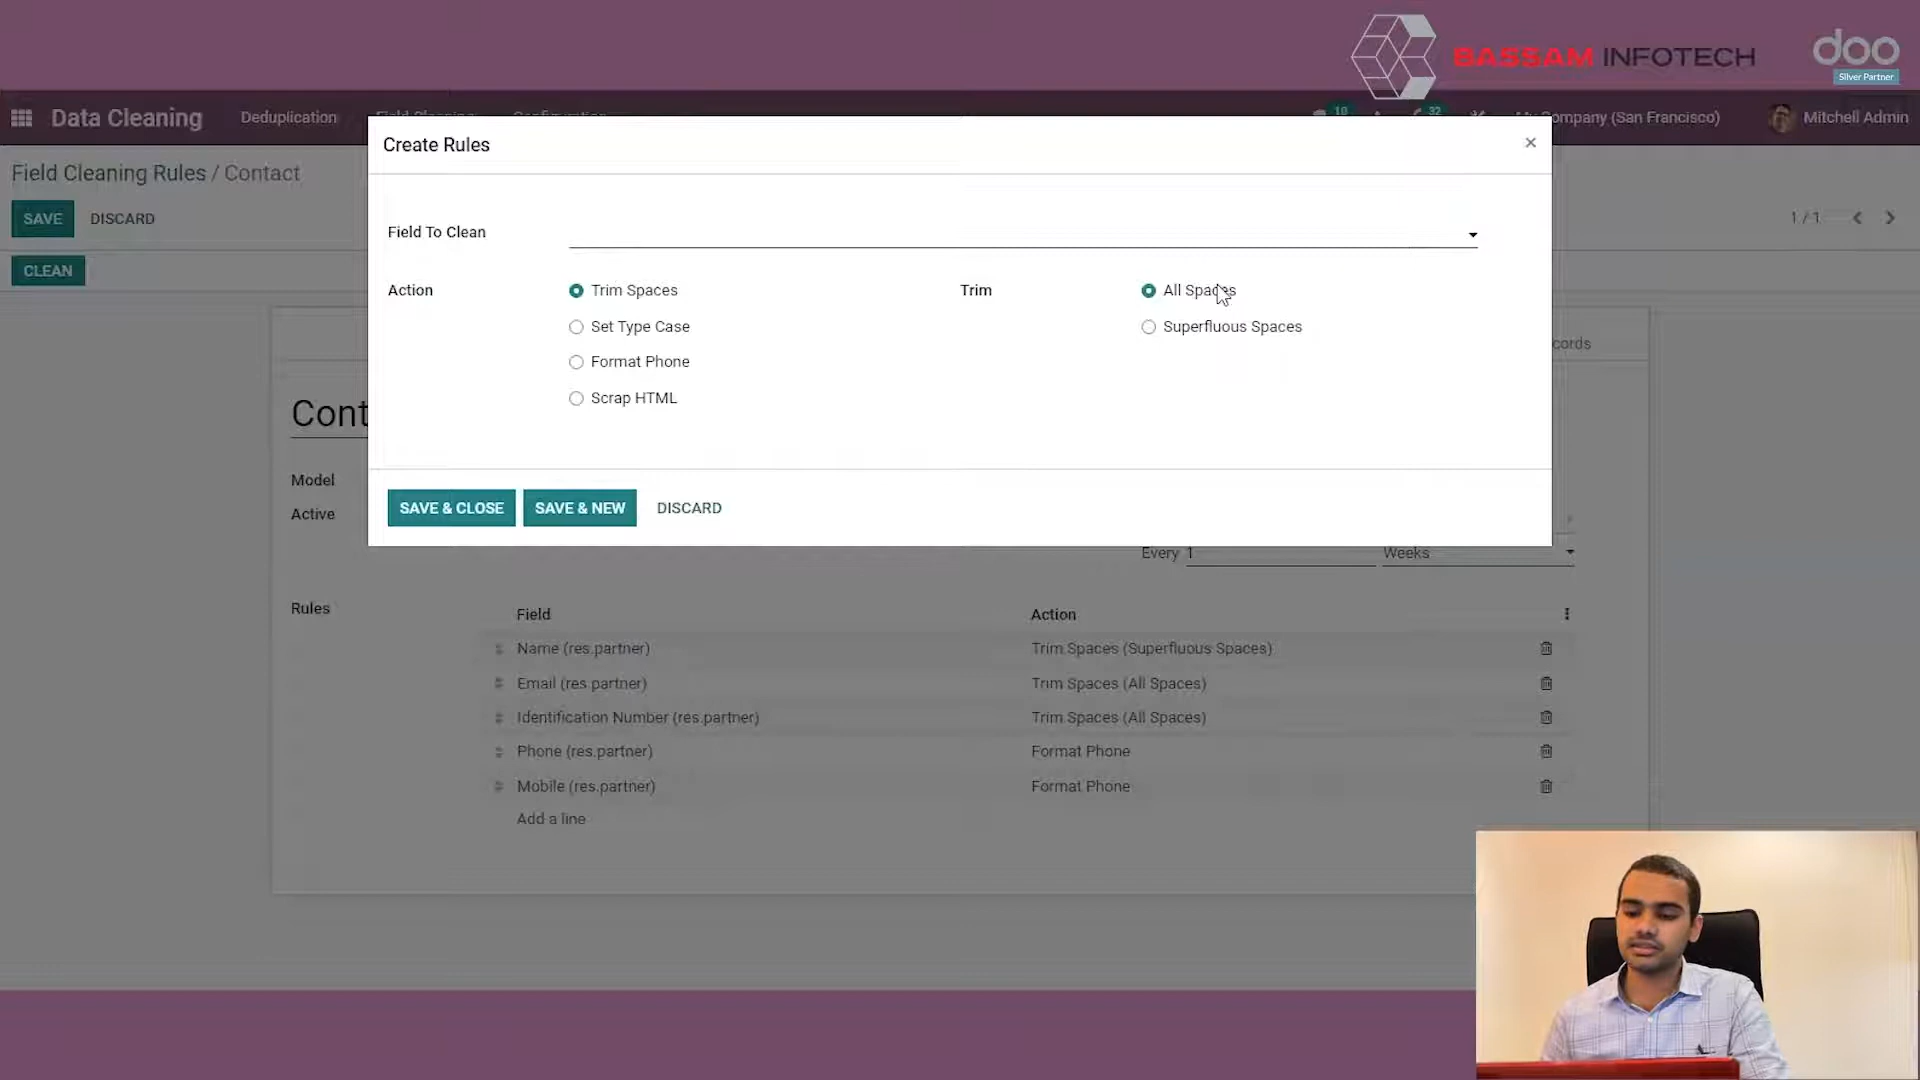 BASSAM INFOTECH
doo
Silver Partner
Data Cleaning
Deduplication
18
32
Company (San Francisco)
Mitchell Admin
Create Rules
×
Field Cleaning Rules / Contact
SAVE
DISCARD
1 / 1
CLEAN
Field To Clean
Action
Trim Spaces
Trim
All Spaces
Set Type Case
Superfluous Spaces
Format Phone
cords
Scrap HTML
Cont
Model
Active
SAVE & CLOSE
SAVE & NEW
DISCARD
Every 1
Weeks
Rules
Field
Action
Name (res.partner)
Trim Spaces (Superfluous Spaces)
Email (res.partner)
Trim Spaces (All Spaces)
Identification Number (res.partner)
Trim Spaces (All Spaces)
Phone (res.partner)
Format Phone
Mobile (res.partner)
Format Phone
Add a line